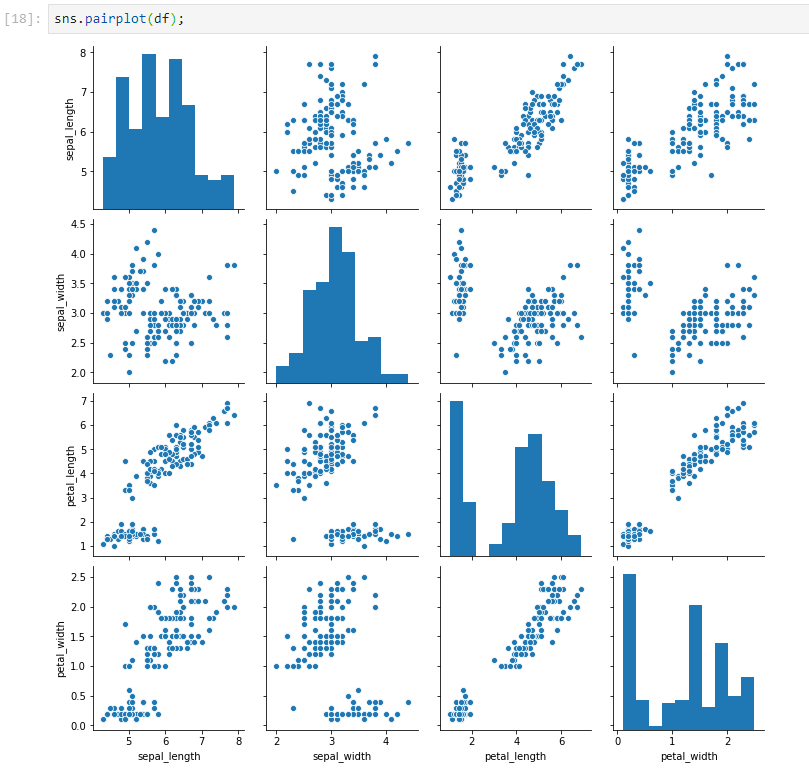 [18]: sns.pairplot(df);
8
7
6
5
sepal_length
4.5
4.0
3.5
3.0
2.5
2.0
sepal_width
7
6
5
4
3
2
1
petal_length
2.5
2.0
1.5
1.0
0.5
0.0
petal_width
5 6 7 8
2 3 4
2 4 6
0 1 2
sepal_length
sepal_width
petal_length
petal_width